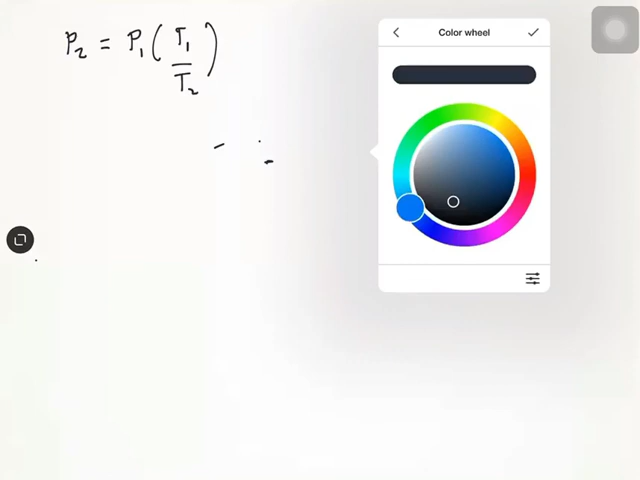 P₂ = P₁ ( T₁ / T₂ )
Color wheel